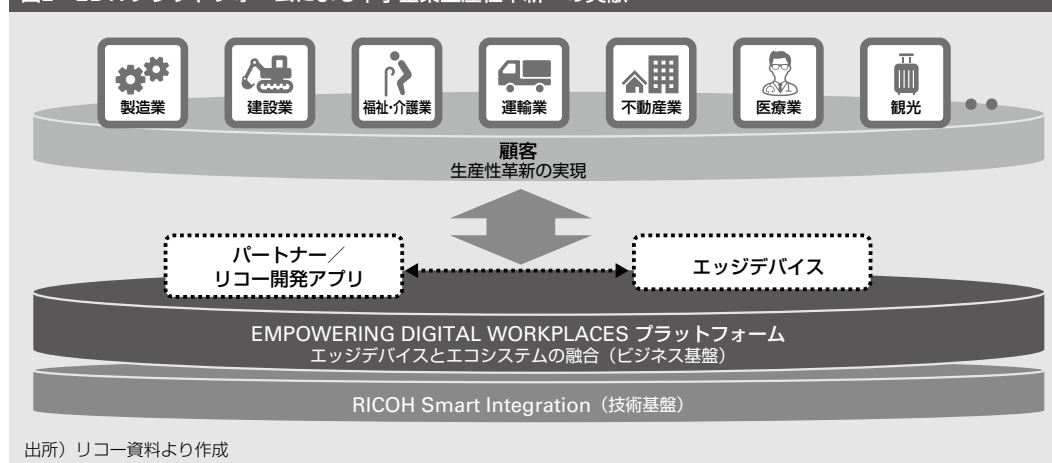 製造業
建設業
福祉・介護業
運輸業
不動産業
医療業
観光
顧客
生産性革新の実現
パートナー／
リコー開発アプリ
エッジデバイス
EMPOWERING DIGITAL WORKPLACES プラットフォーム
エッジデバイスとエコシステムの融合（ビジネス基盤）
RICOH Smart Integration（技術基盤）
出所）リコー資料より作成